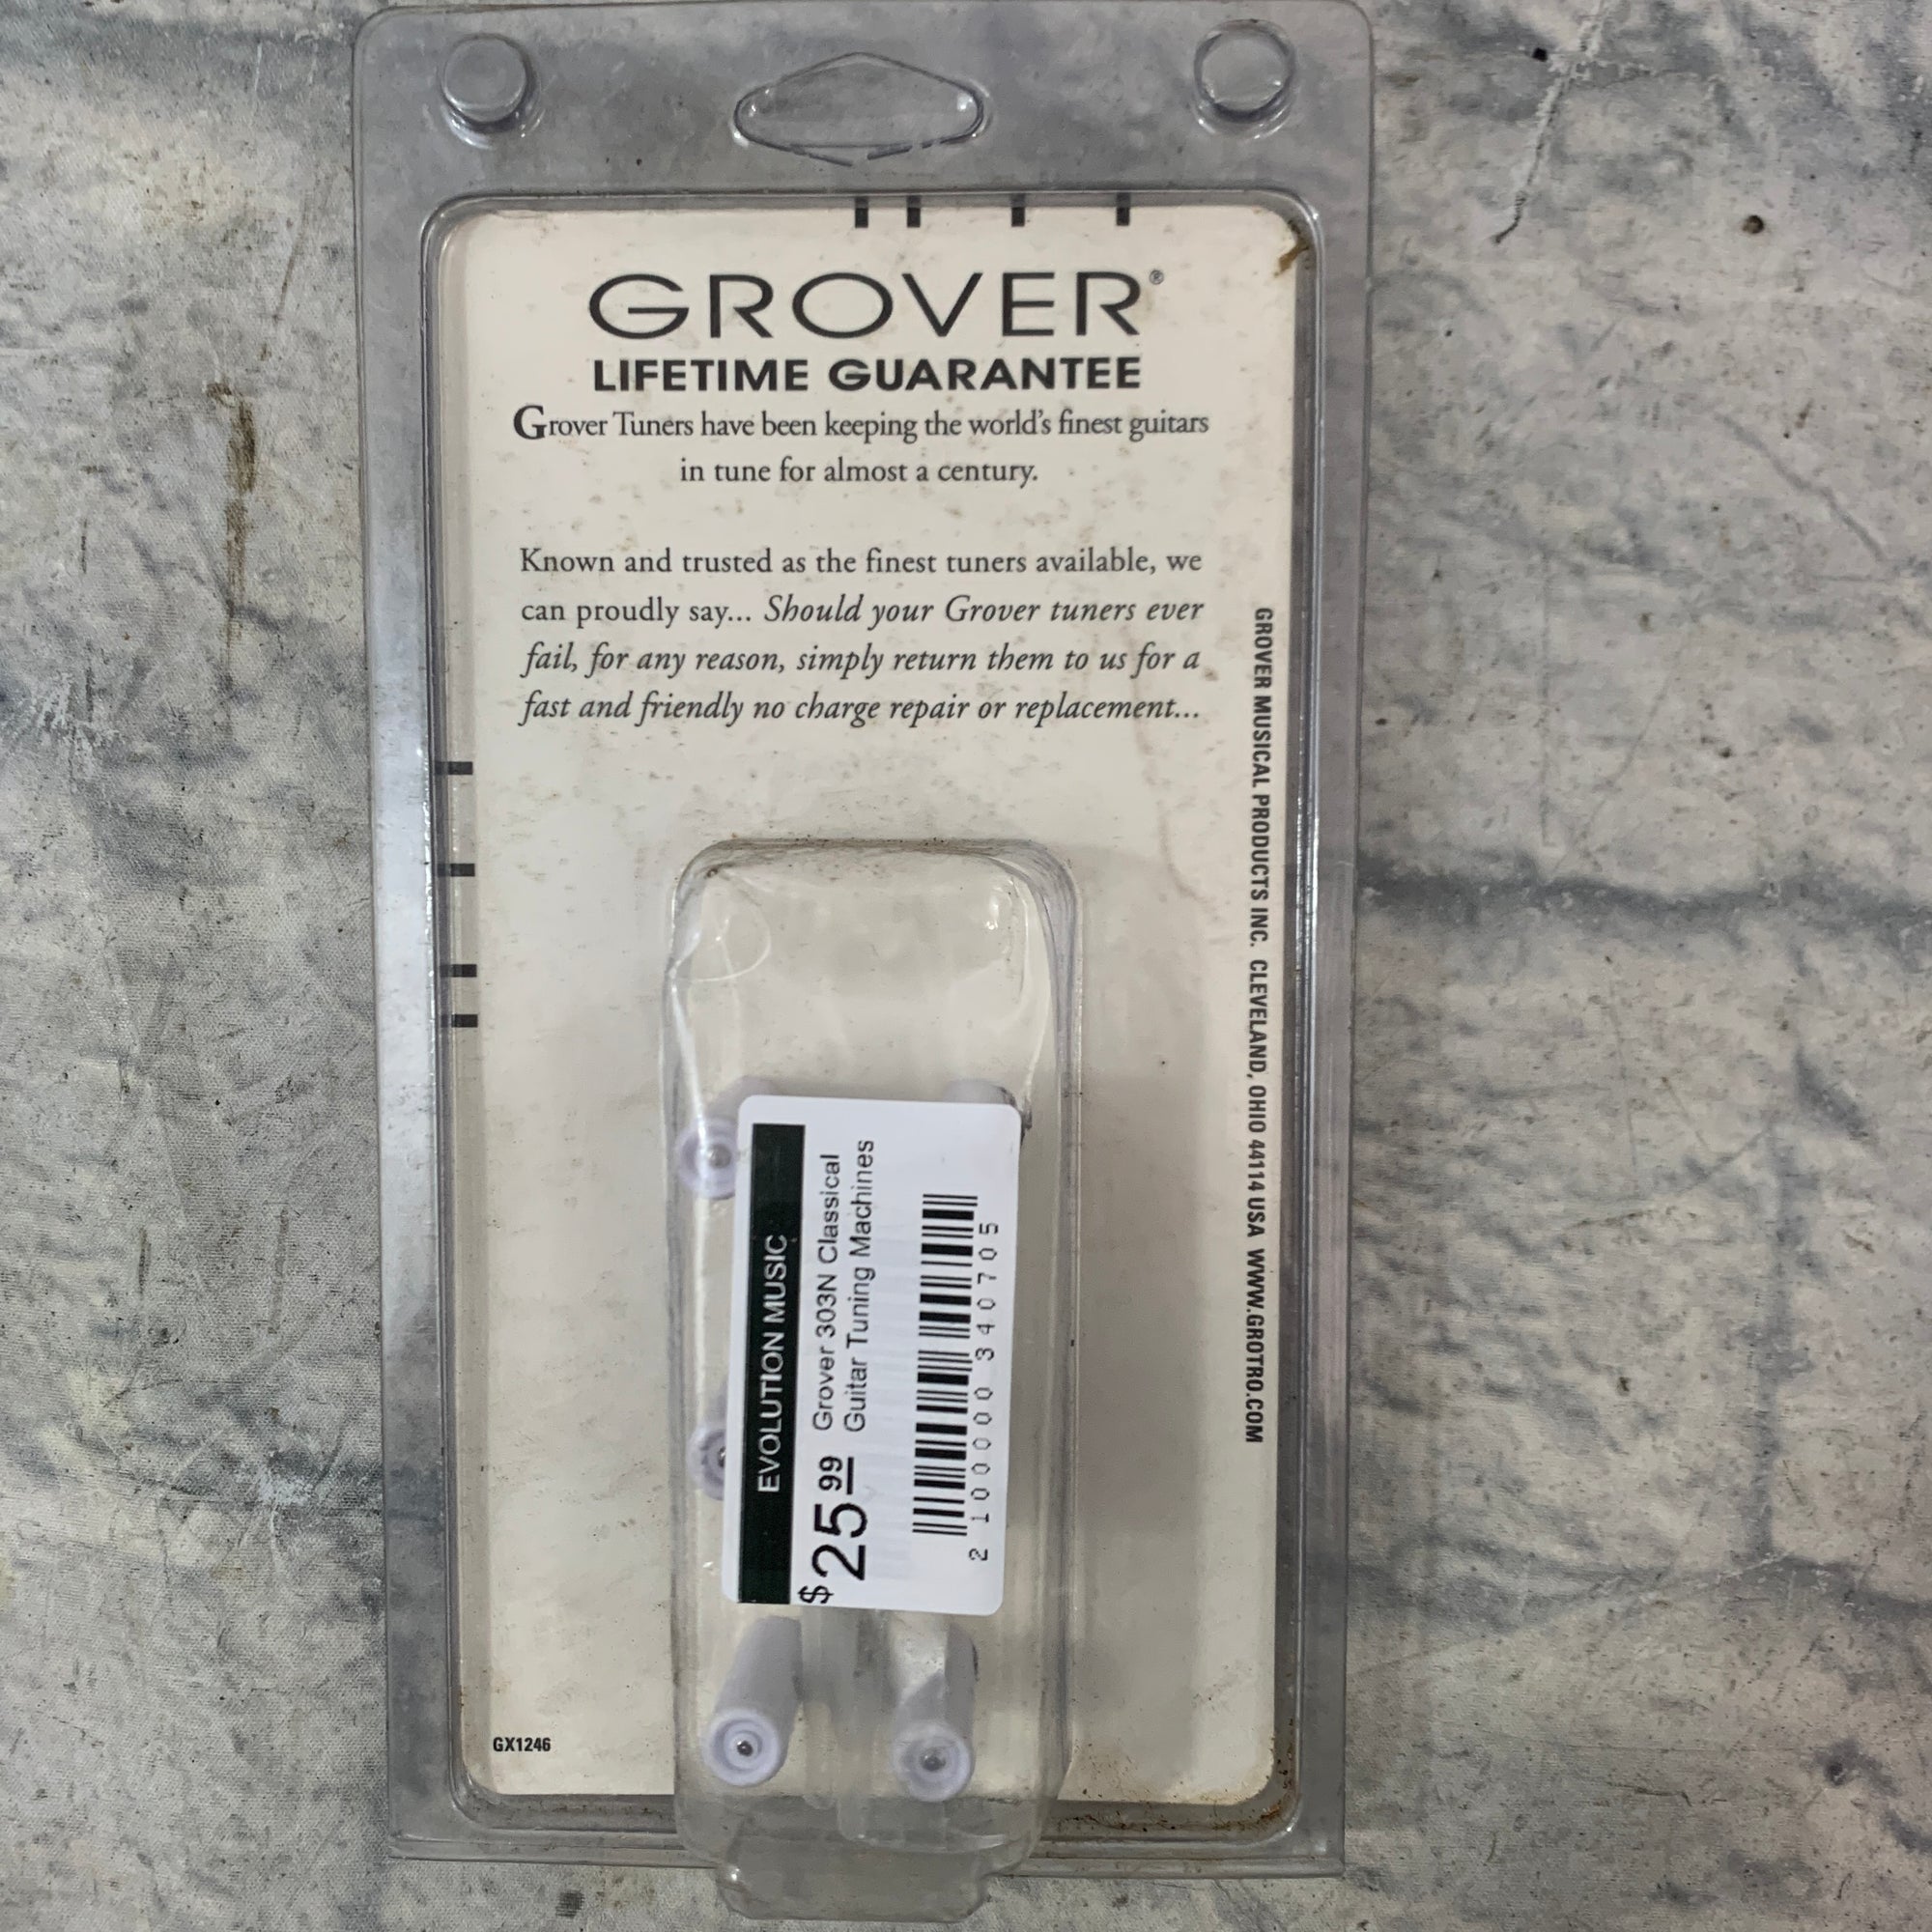 GROVER®
LIFETIME GUARANTEE
Grover Tuners have been keeping the world's finest guitars
in tune for almost a century.
Known and trusted as the finest tuners available, we
can proudly say... Should your Grover tuners ever
fail, for any reason, simply return them to us for a
fast and friendly no charge repair or replacement...
GROVER MUSICAL PRODUCTS INC. CLEVELAND, OHIO 44114 USA WWW.GROTRO.COM
EVOLUTION MUSIC
$25.99
Grover 303N Classical
Guitar Tuning Machines
2 100000 340705
GX1246